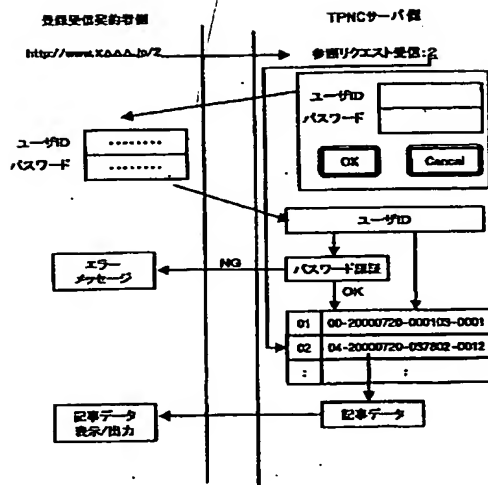 登録受信契約者側
TPNCサーバ側
http://www.x△△△.jp/2
参照リクエスト受信:2
ユーザID
パスワード
OK
Cancel
ユーザID ........
パスワード ........
ユーザID
エラー
メッセージ
NG
パスワード認証
OK
01 00-20000720-000103-0001
02 04-20000720-037802-0012
: :
記事データ
表示/出力
記事データ